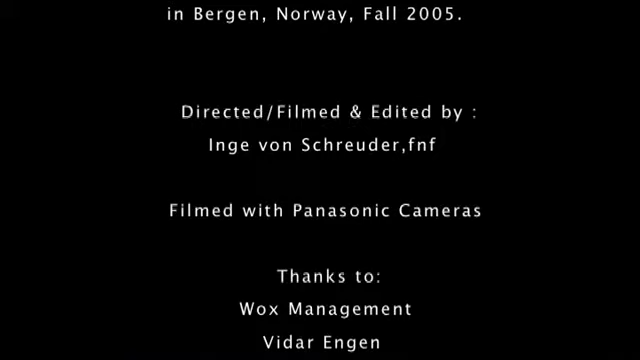 in Bergen, Norway, Fall 2005.
Directed/Filmed & Edited by :
Inge von Schreuder,fnf
Filmed with Panasonic Cameras
Thanks to:
Wox Management
Vidar Engen